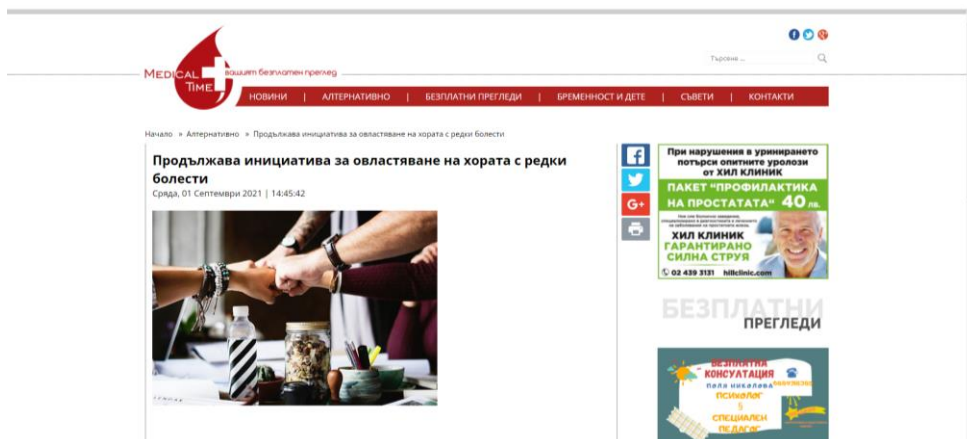 MEDICAL TIME
вашият безплатен преглед
Търсене ...
НОВИНИ | АЛТЕРНАТИВНО | БЕЗПЛАТНИ ПРЕГЛЕДИ | БРЕМЕННОСТ И ДЕТЕ | СЪВЕТИ | КОНТАКТИ
Начало » Алтернативно » Продължава инициатива за овластяване на хората с редки болести
Продължава инициатива за овластяване на хората с редки
болести
Сряда, 01 Септември 2021 | 14:45:42
G+
При нарушения в уринирането
потърси опитните уролози
от ХИЛ КЛИНИК
ПАКЕТ "ПРОФИЛАКТИКА
НА ПРОСТАТАТА" 40 лв.
ХИЛ КЛИНИК
ГАРАНТИРАНО
СИЛНА СТРУЯ
02 439 3131 hillclinic.com
БЕЗПЛАТНИ
ПРЕГЛЕДИ
БЕЗПЛАТНА
КОНСУЛТАЦИЯ
ПОЛЯ НИКОЛОВА
ПСИХОЛОГ
§
СПЕЦИАЛЕН
ПЕДАГОГ